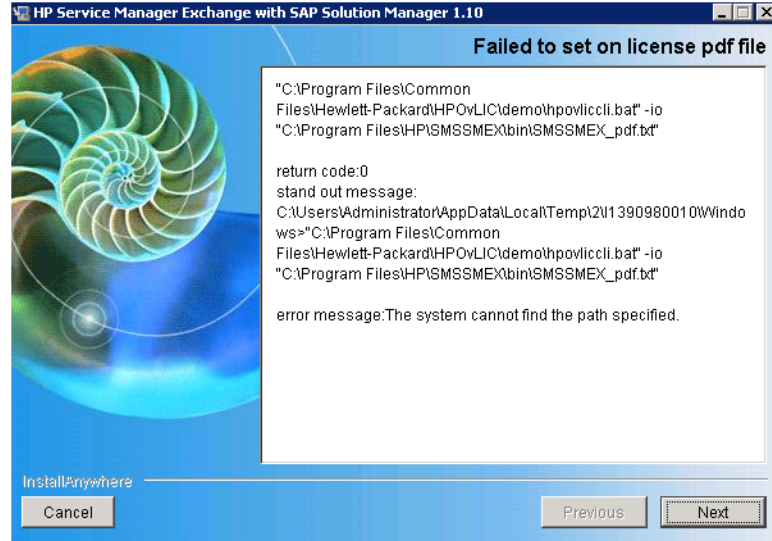 HP Service Manager Exchange with SAP Solution Manager 1.10
Failed to set on license pdf file
"C:\Program Files\Common
Files\Hewlett-Packard\HPOvLIC\demo\hpovliccli.bat" -io
"C:\Program Files\HP\SMSSMEX\bin\SMSSMEX_pdf.txt"
return code:0
stand out message:
C:\Users\Administrator\AppData\Local\Temp\2\I1390980010\Windo
ws>"C:\Program Files\Common
Files\Hewlett-Packard\HPOvLIC\demo\hpovliccli.bat" -io
"C:\Program Files\HP\SMSSMEX\bin\SMSSMEX_pdf.txt"
error message:The system cannot find the path specified.
InstallAnywhere
Cancel
Previous
Next